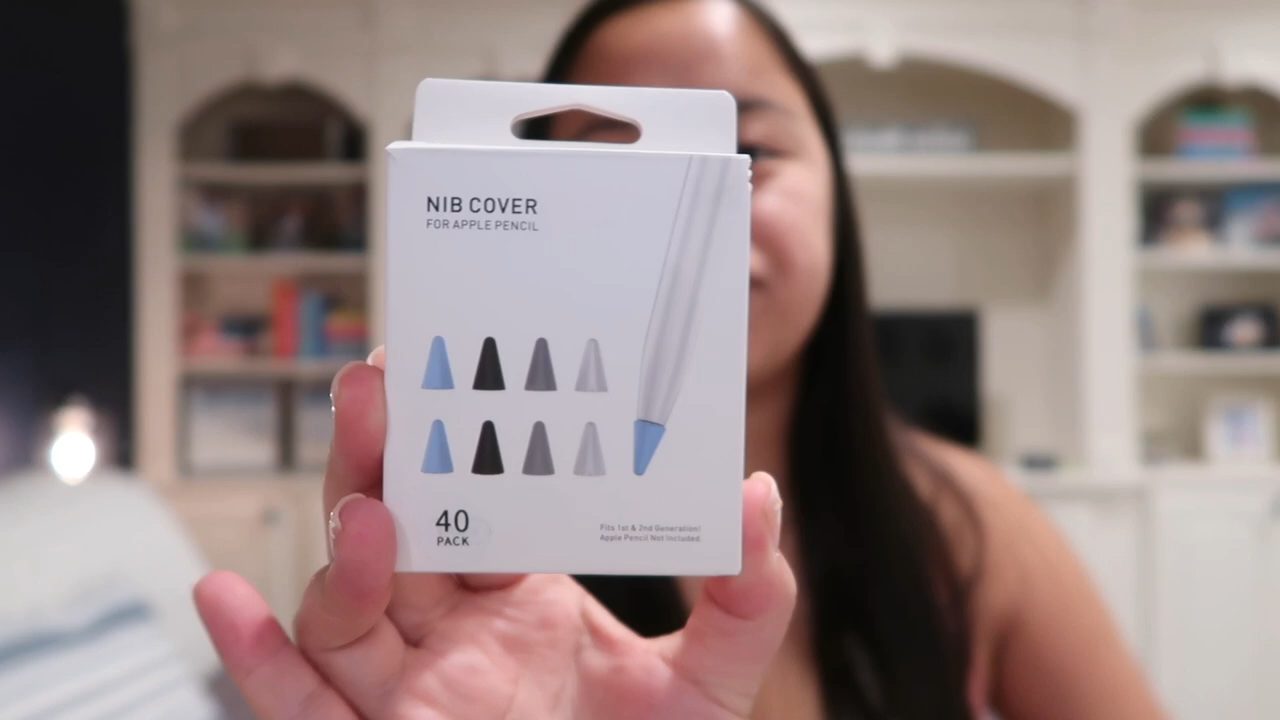 NIB COVER
FOR APPLE PENCIL
40
PACK
Fits 1st & 2nd Generation!
Apple Pencil Not Included.